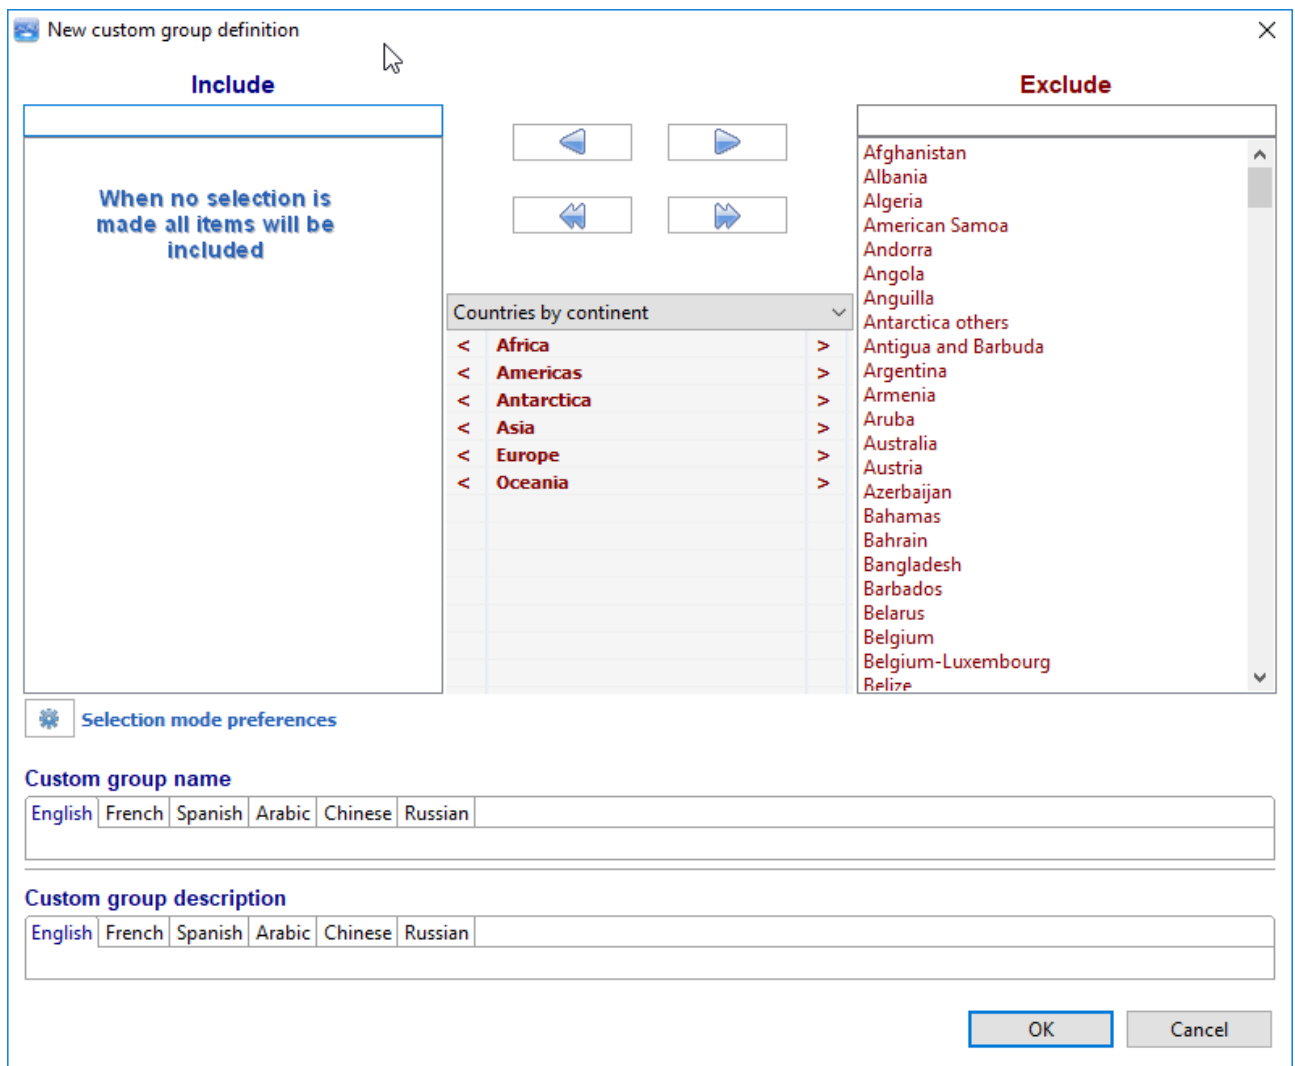 New custom group definition
Include
Exclude
When no selection is
made all items will be
included
Countries by continent
< Africa >
< Americas >
< Antarctica >
< Asia >
< Europe >
< Oceania >
Afghanistan
Albania
Algeria
American Samoa
Andorra
Angola
Anguilla
Antarctica others
Antigua and Barbuda
Argentina
Armenia
Aruba
Australia
Austria
Azerbaijan
Bahamas
Bahrain
Bangladesh
Barbados
Belarus
Belgium
Belgium-Luxembourg
Belize
Selection mode preferences
Custom group name
English French Spanish Arabic Chinese Russian
Custom group description
English French Spanish Arabic Chinese Russian
OK Cancel